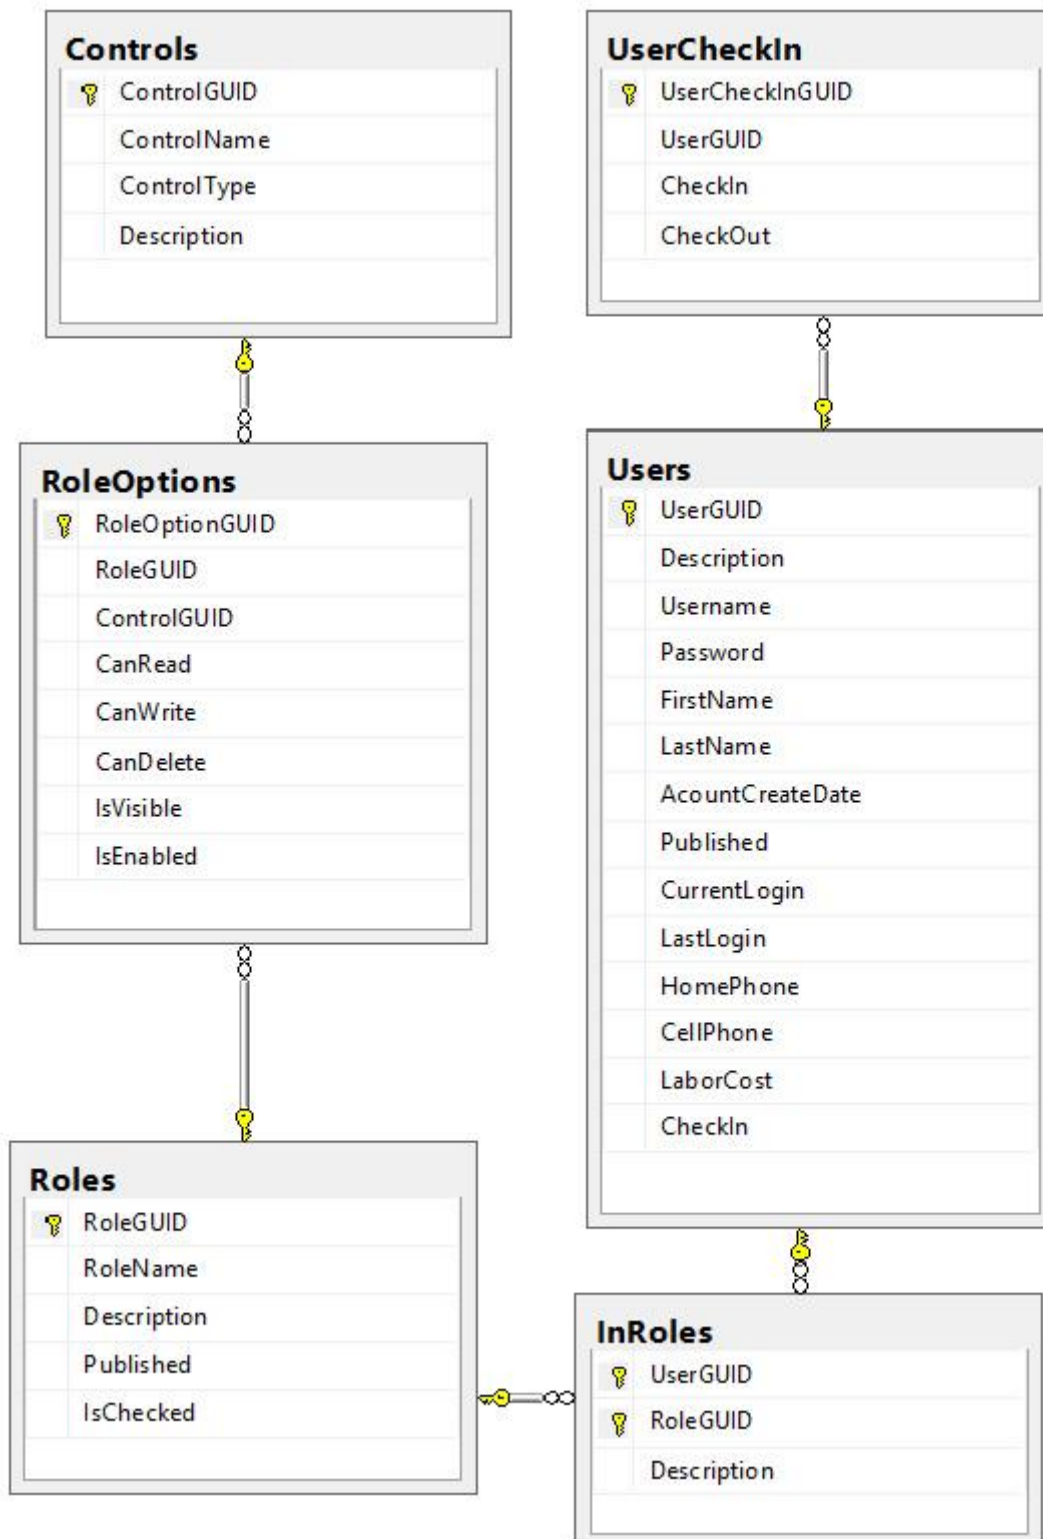 Controls
ControlGUID
ControlName
ControlType
Description
UserCheckIn
UserCheckInGUID
UserGUID
CheckIn
CheckOut
RoleOptions
RoleOptionGUID
RoleGUID
ControlGUID
CanRead
CanWrite
CanDelete
IsVisible
IsEnabled
Users
UserGUID
Description
Username
Password
FirstName
LastName
AcountCreateDate
Published
CurrentLogin
LastLogin
HomePhone
CellPhone
LaborCost
CheckIn
Roles
RoleGUID
RoleName
Description
Published
IsChecked
InRoles
UserGUID
RoleGUID
Description